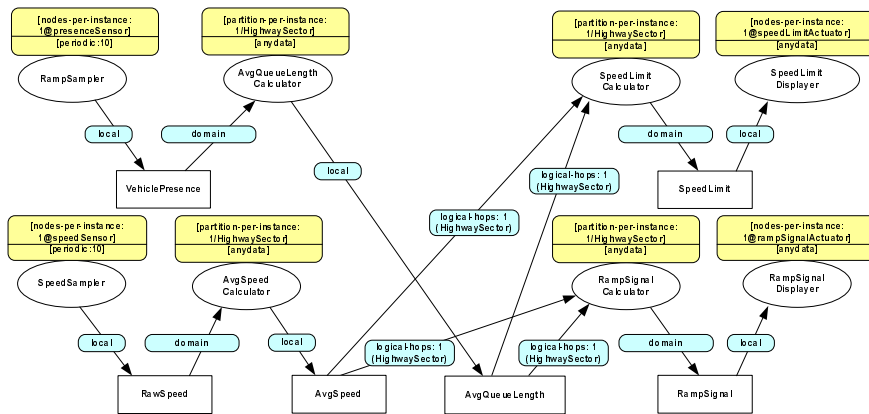 [nodes-per-instance:
1@presenceSensor]
[periodic:10]
RampSampler
[partition-per-instance:
1/HighwaySector]
[anydata]
AvgQueueLength
Calculator
[partition-per-instance:
1/HighwaySector]
[anydata]
SpeedLimit
Calculator
[nodes-per-instance:
1@speedLimitActuator]
[anydata]
SpeedLimit
Displayer
local
domain
domain
local
local
VehiclePresence
logical-hops: 1
(HighwaySector)
SpeedLimit
logical-hops: 1
(HighwaySector)
[nodes-per-instance:
1@speedSensor]
[periodic:10]
SpeedSampler
[partition-per-instance:
1/HighwaySector]
[anydata]
AvgSpeed
Calculator
[partition-per-instance:
1/HighwaySector]
[anydata]
RampSignal
Calculator
[nodes-per-instance:
1@rampSignalActuator]
[anydata]
RampSignal
Displayer
local
domain
local
logical-hops: 1
(HighwaySector)
logical-hops: 1
(HighwaySector)
domain
local
RawSpeed
AvgSpeed
AvgQueueLength
RampSignal